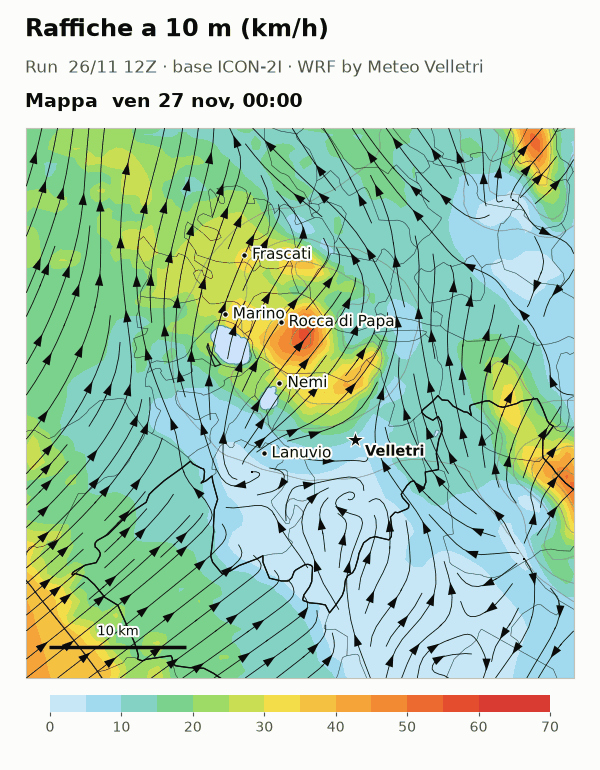 Raffiche a 10 m (km/h)
Run  26/11 12Z · base ICON-2I · WRF by Meteo Velletri
Mappa  ven 27 nov, 00:00
Frascati
Marino
Rocca di Papa
Nemi
Velletri
Lanuvio
10 km
0 10 20 30 40 50 60 70